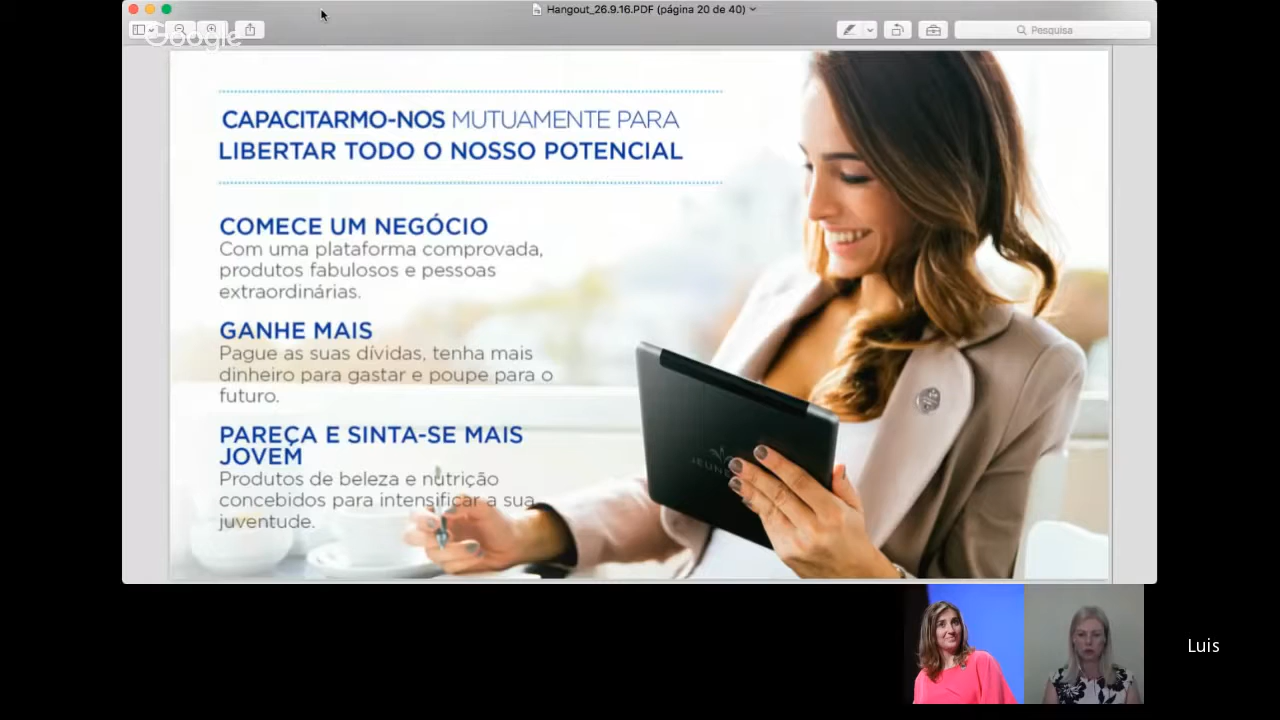 Hangout_26.9.16.PDF (página 20 de 40)
Google
Pesquisa
CAPACITARMO-NOS MUTUAMENTE PARA
LIBERTAR TODO O NOSSO POTENCIAL
COMECE UM NEGÓCIO
Com uma plataforma comprovada,
produtos fabulosos e pessoas
extraordinárias.
GANHE MAIS
Pague as suas dívidas, tenha mais
dinheiro para gastar e poupe para o
futuro.
PAREÇA E SINTA-SE MAIS
JOVEM
Produtos de beleza e nutrição
concebidos para intensificar a sua
juventude.
Luis